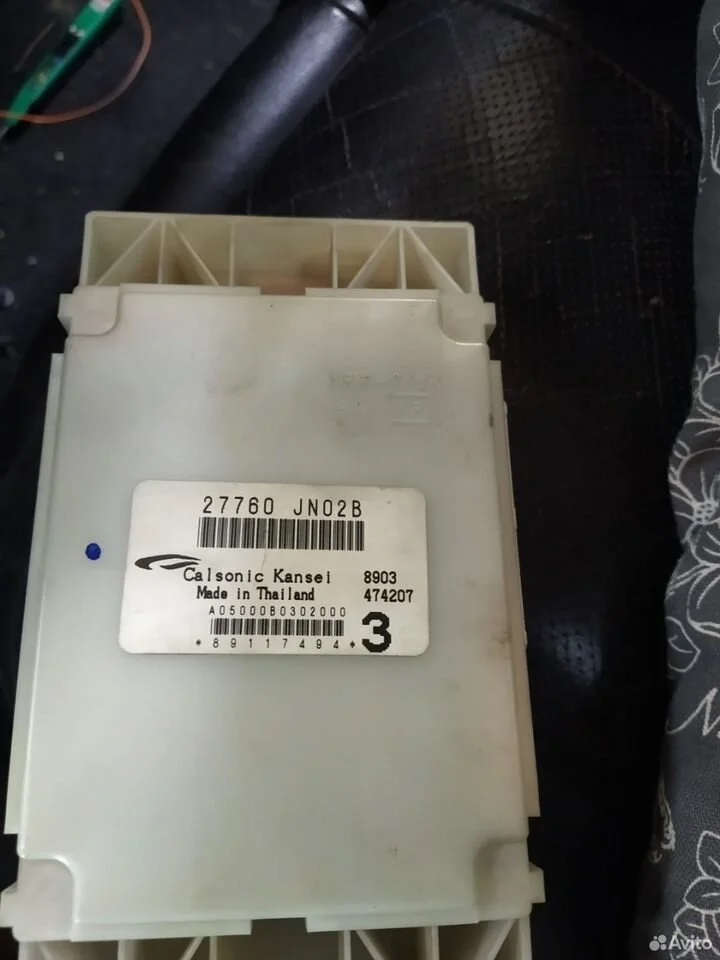 27760 JN02B
Calsonic Kansei 8903
Made in Thailand 474207
A05000B0302000
*89117494* 3
Avito